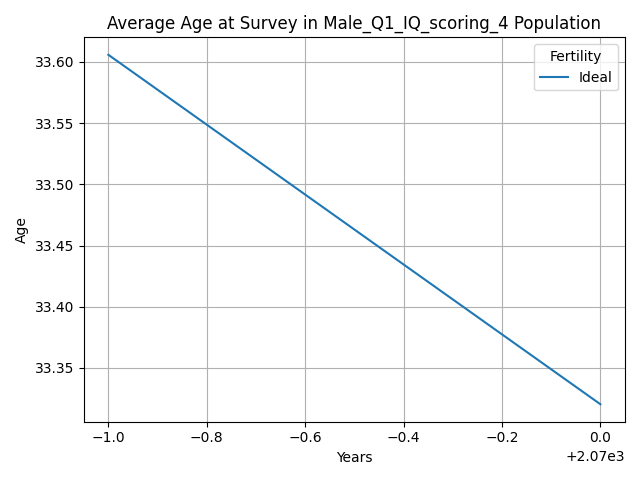 Average Age at Survey in Male_Q1_IQ_scoring_4 Population
Fertility
Ideal
33.60
33.55
33.50
33.45
33.40
33.35
Age
−1.0 −0.8 −0.6 −0.4 −0.2 0.0
+2.07e3
Years